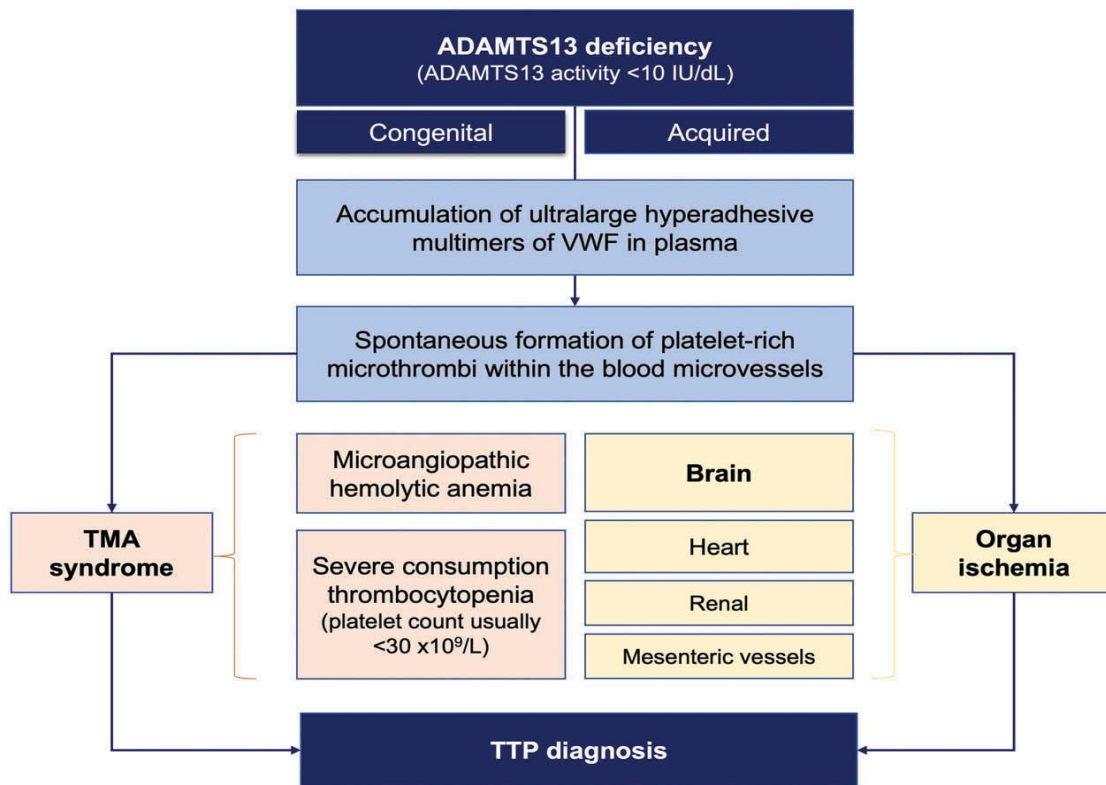 ADAMTS13 deficiency
(ADAMTS13 activity <10 IU/dL)
Congenital
Acquired
Accumulation of ultralarge hyperadhesive
multimers of VWF in plasma
Spontaneous formation of platelet-rich
microthrombi within the blood microvessels
TMA
syndrome
Microangiopathic
hemolytic anemia
Severe consumption
thrombocytopenia
(platelet count usually
<30 x10⁹/L)
Brain
Heart
Renal
Mesenteric vessels
Organ
ischemia
TTP diagnosis